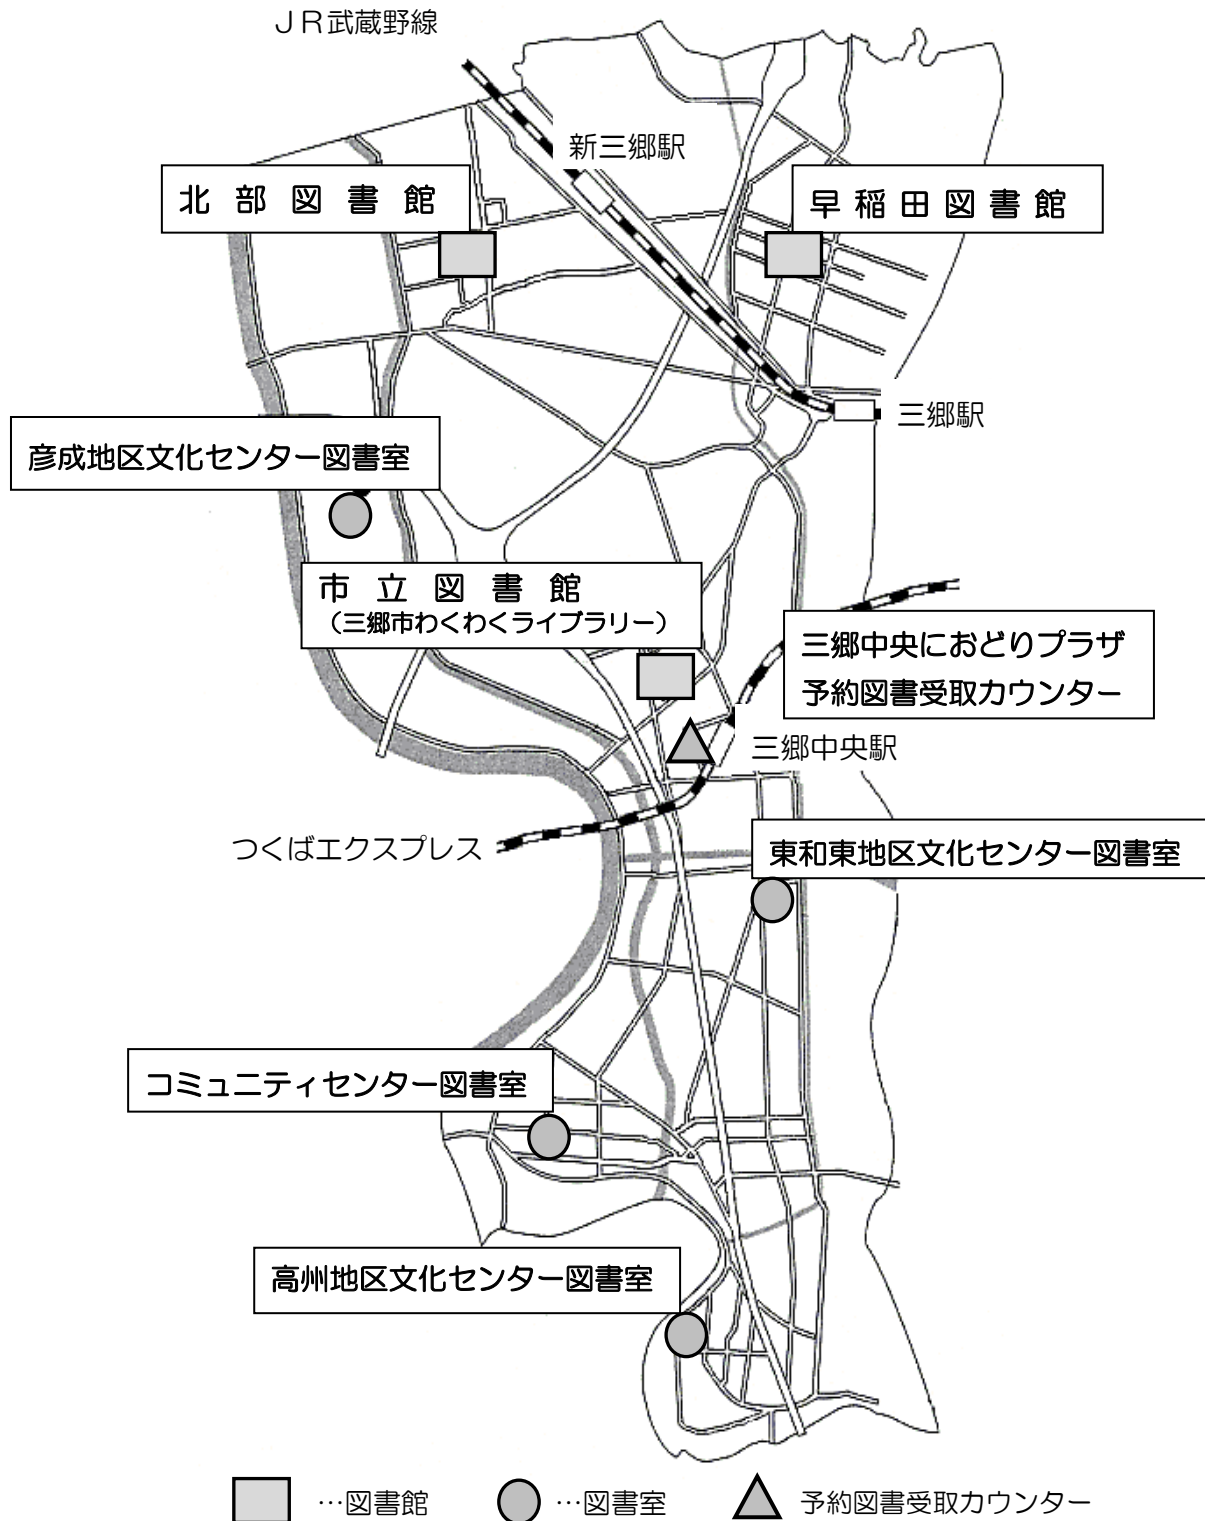 ＪＲ武蔵野線
新三郷駅
北部図書館
早稲田図書館
三郷駅
彦成地区文化センター図書室
市立図書館
（三郷市わくわくライブラリー）
三郷中央におどりプラザ
予約図書受取カウンター
三郷中央駅
つくばエクスプレス
東和東地区文化センター図書室
コミュニティセンター図書室
高州地区文化センター図書室
…図書館 …図書室 予約図書受取カウンター